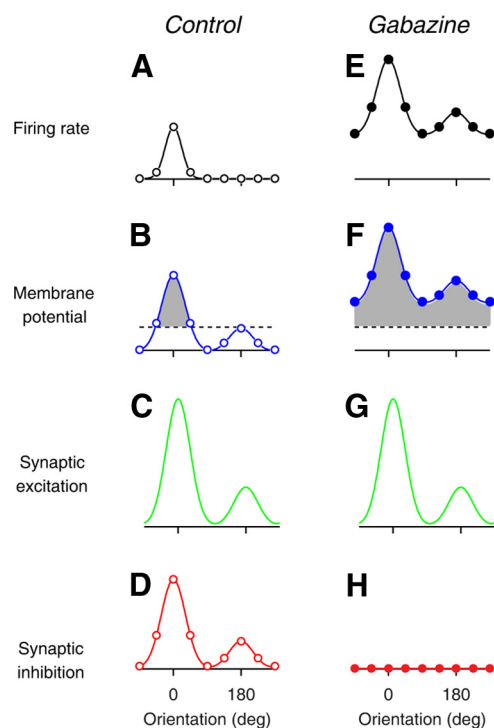 Control
Gabazine
A
E
Firing rate
B
F
Membrane
potential
C
G
Synaptic
excitation
D
H
Synaptic
inhibition
0
180
0
180
Orientation (deg)
Orientation (deg)